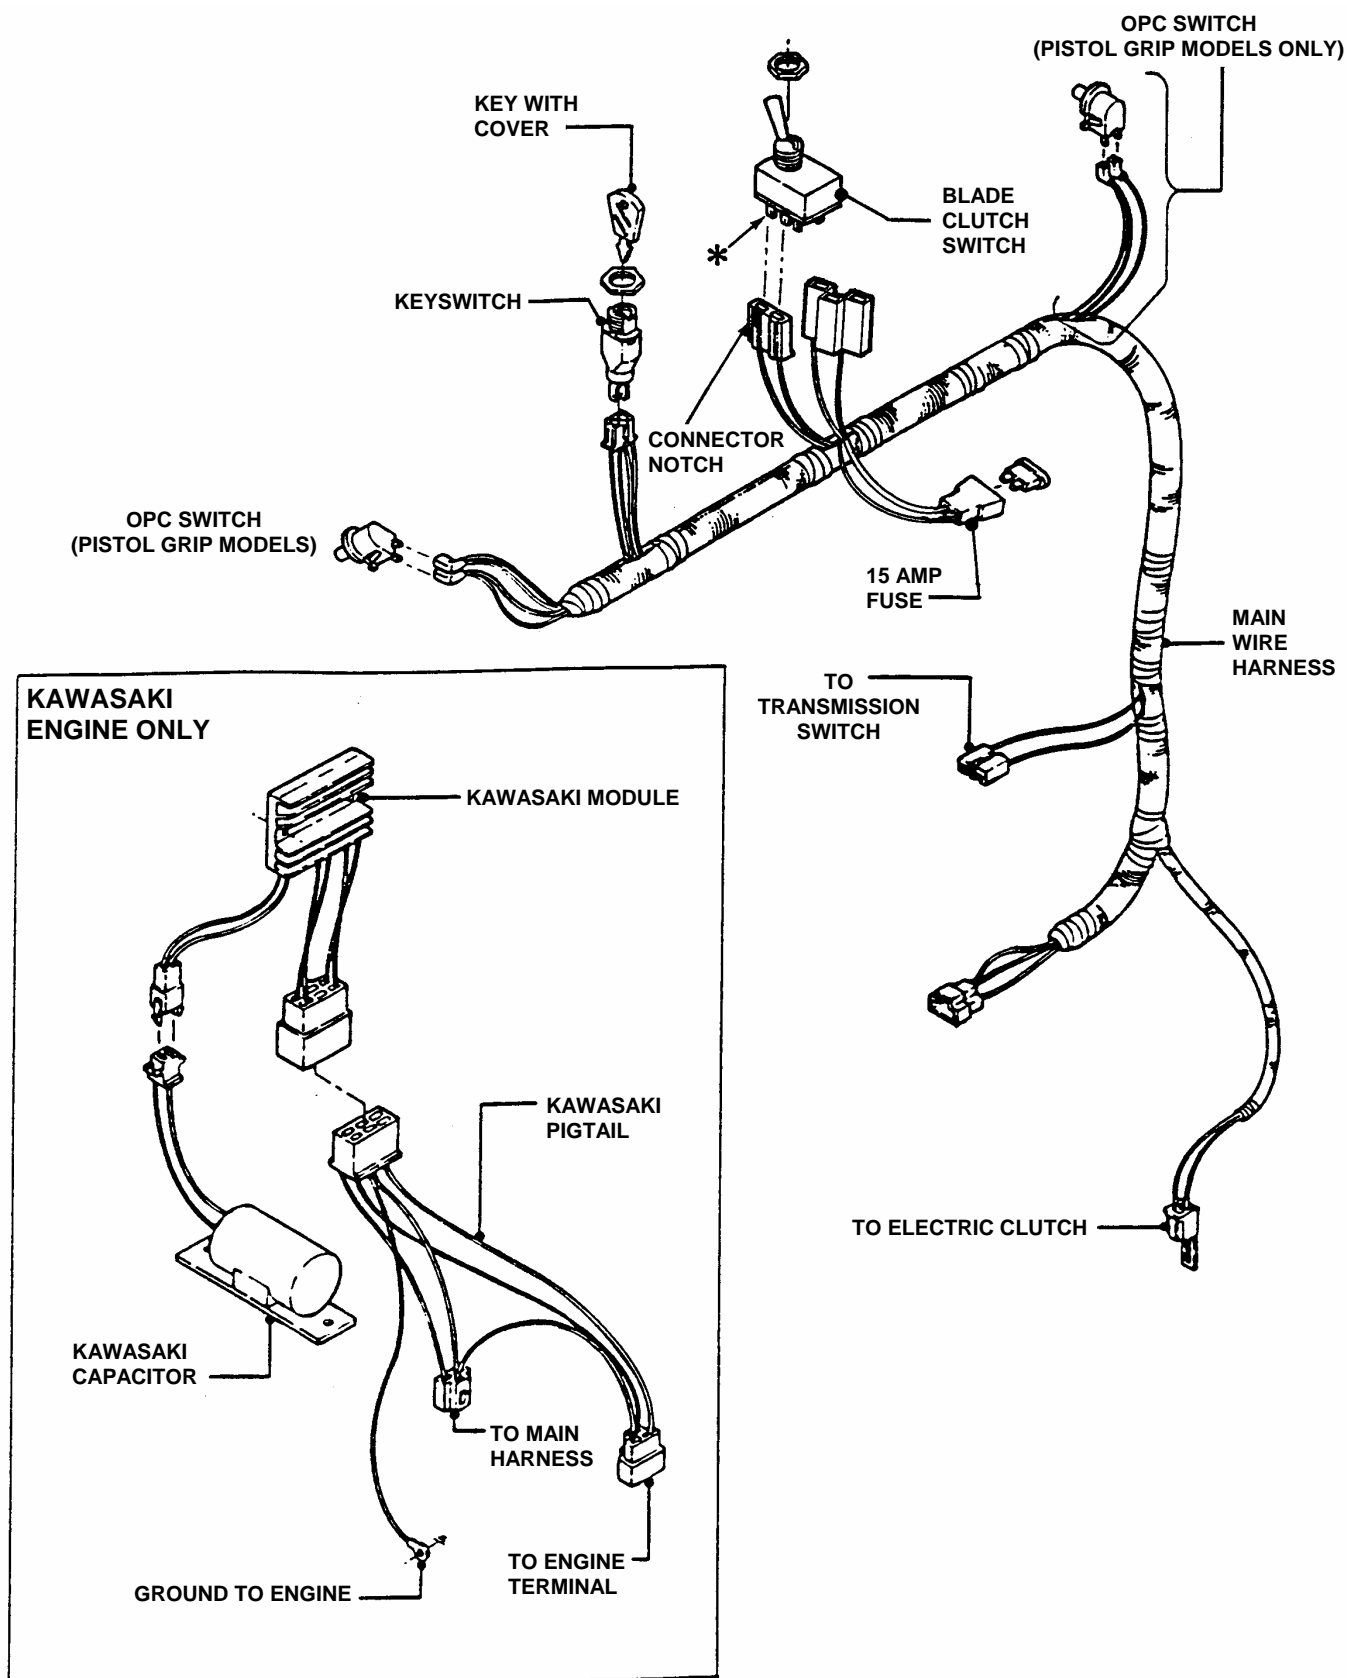 OPC SWITCH
(PISTOL GRIP MODELS ONLY)
KEY WITH
COVER
BLADE
CLUTCH
SWITCH
*
KEYSWITCH
CONNECTOR
NOTCH
OPC SWITCH
(PISTOL GRIP MODELS)
15 AMP
FUSE
MAIN
WIRE
HARNESS
TO
TRANSMISSION
SWITCH
KAWASAKI
ENGINE ONLY
KAWASAKI MODULE
KAWASAKI
PIGTAIL
TO ELECTRIC CLUTCH
KAWASAKI
CAPACITOR
TO MAIN
HARNESS
TO ENGINE
TERMINAL
GROUND TO ENGINE